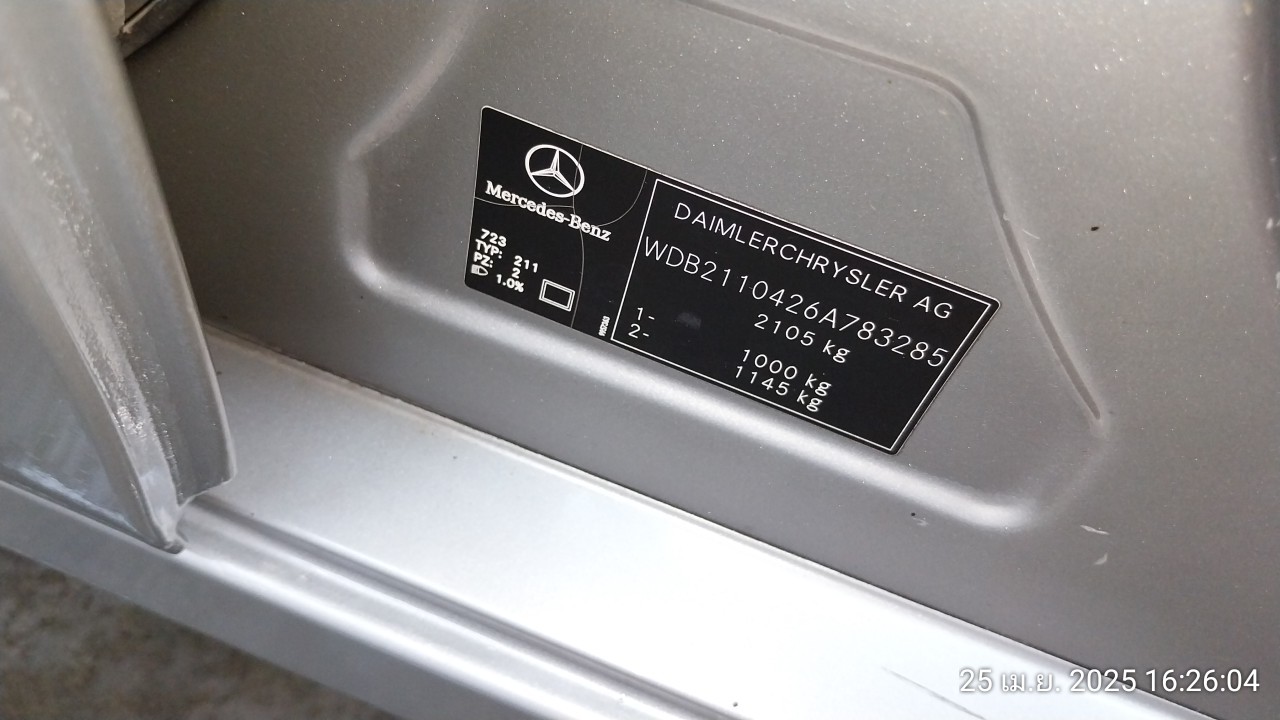 Mercedes-Benz
723
TYP: 211
PZ: 2
1.0%
DAIMLERCHRYSLER AG
WDB2110426A783285
2105 kg
1- 1000 kg
2- 1145 kg
25 เม.ย. 2025 16:26:04